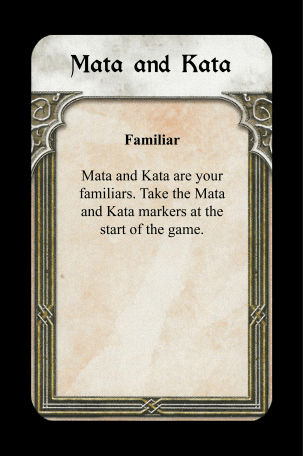 Mata and Kata
Familiar
Mata and Kata are your
familiars. Take the Mata
and Kata markers at the
start of the game.